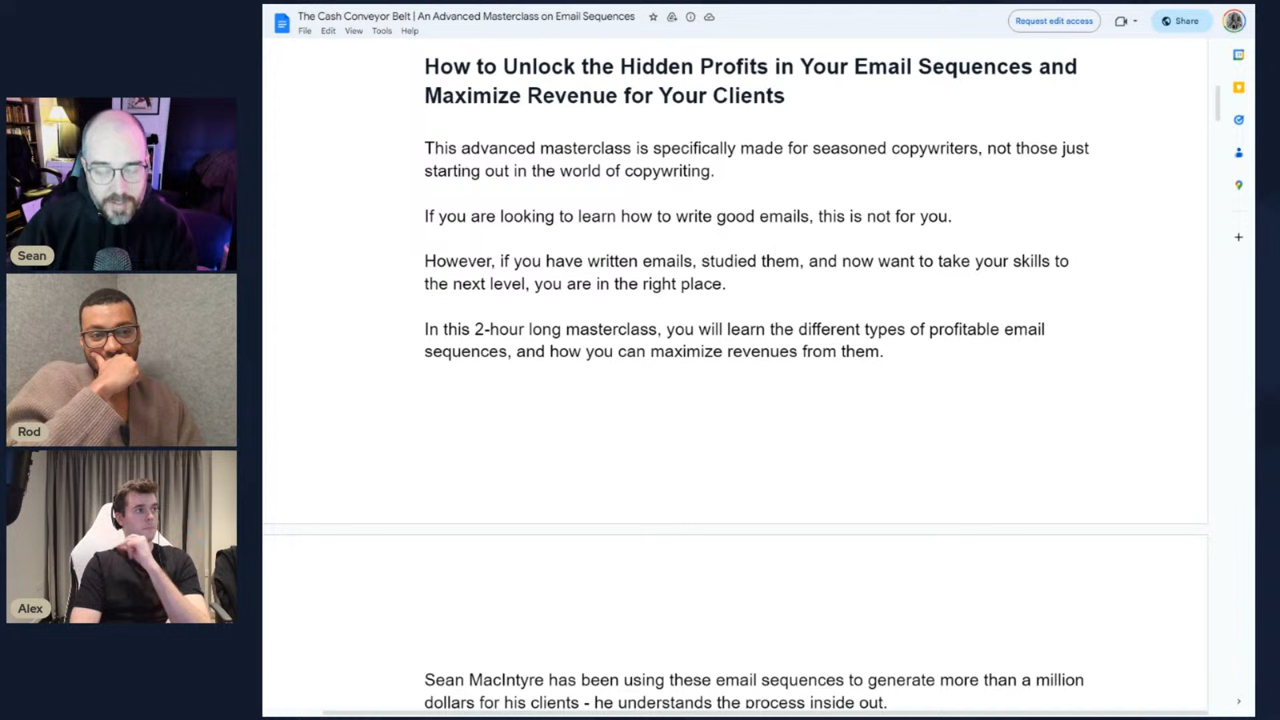 The Cash Conveyor Belt | An Advanced Masterclass on Email Sequences
File Edit View Tools Help
Request edit access
Share
How to Unlock the Hidden Profits in Your Email Sequences and
Maximize Revenue for Your Clients
This advanced masterclass is specifically made for seasoned copywriters, not those just
starting out in the world of copywriting.
If you are looking to learn how to write good emails, this is not for you.
However, if you have written emails, studied them, and now want to take your skills to
the next level, you are in the right place.
In this 2-hour long masterclass, you will learn the different types of profitable email
sequences, and how you can maximize revenues from them.
Sean MacIntyre has been using these email sequences to generate more than a million
dollars for his clients - he understands the process inside out.
Sean
Rod
Alex